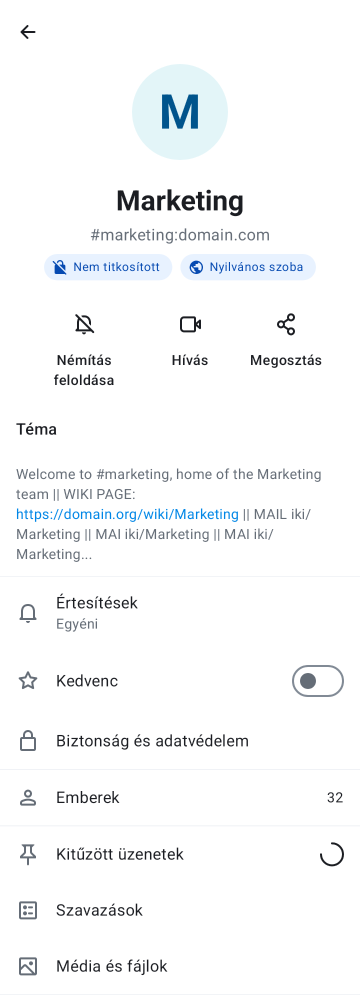 M
Marketing
#marketing:domain.com
Nem titkosított Nyilvános szoba
Némítás feloldása Hívás Megosztás
Téma
Welcome to #marketing, home of the Marketing
team || WIKI PAGE:
https://domain.org/wiki/Marketing || MAIL iki/
Marketing || MAI iki/Marketing || MAI iki/
Marketing...
Értesítések
Egyéni
Kedvenc
Biztonság és adatvédelem
Emberek 32
Kitűzött üzenetek
Szavazások
Média és fájlok